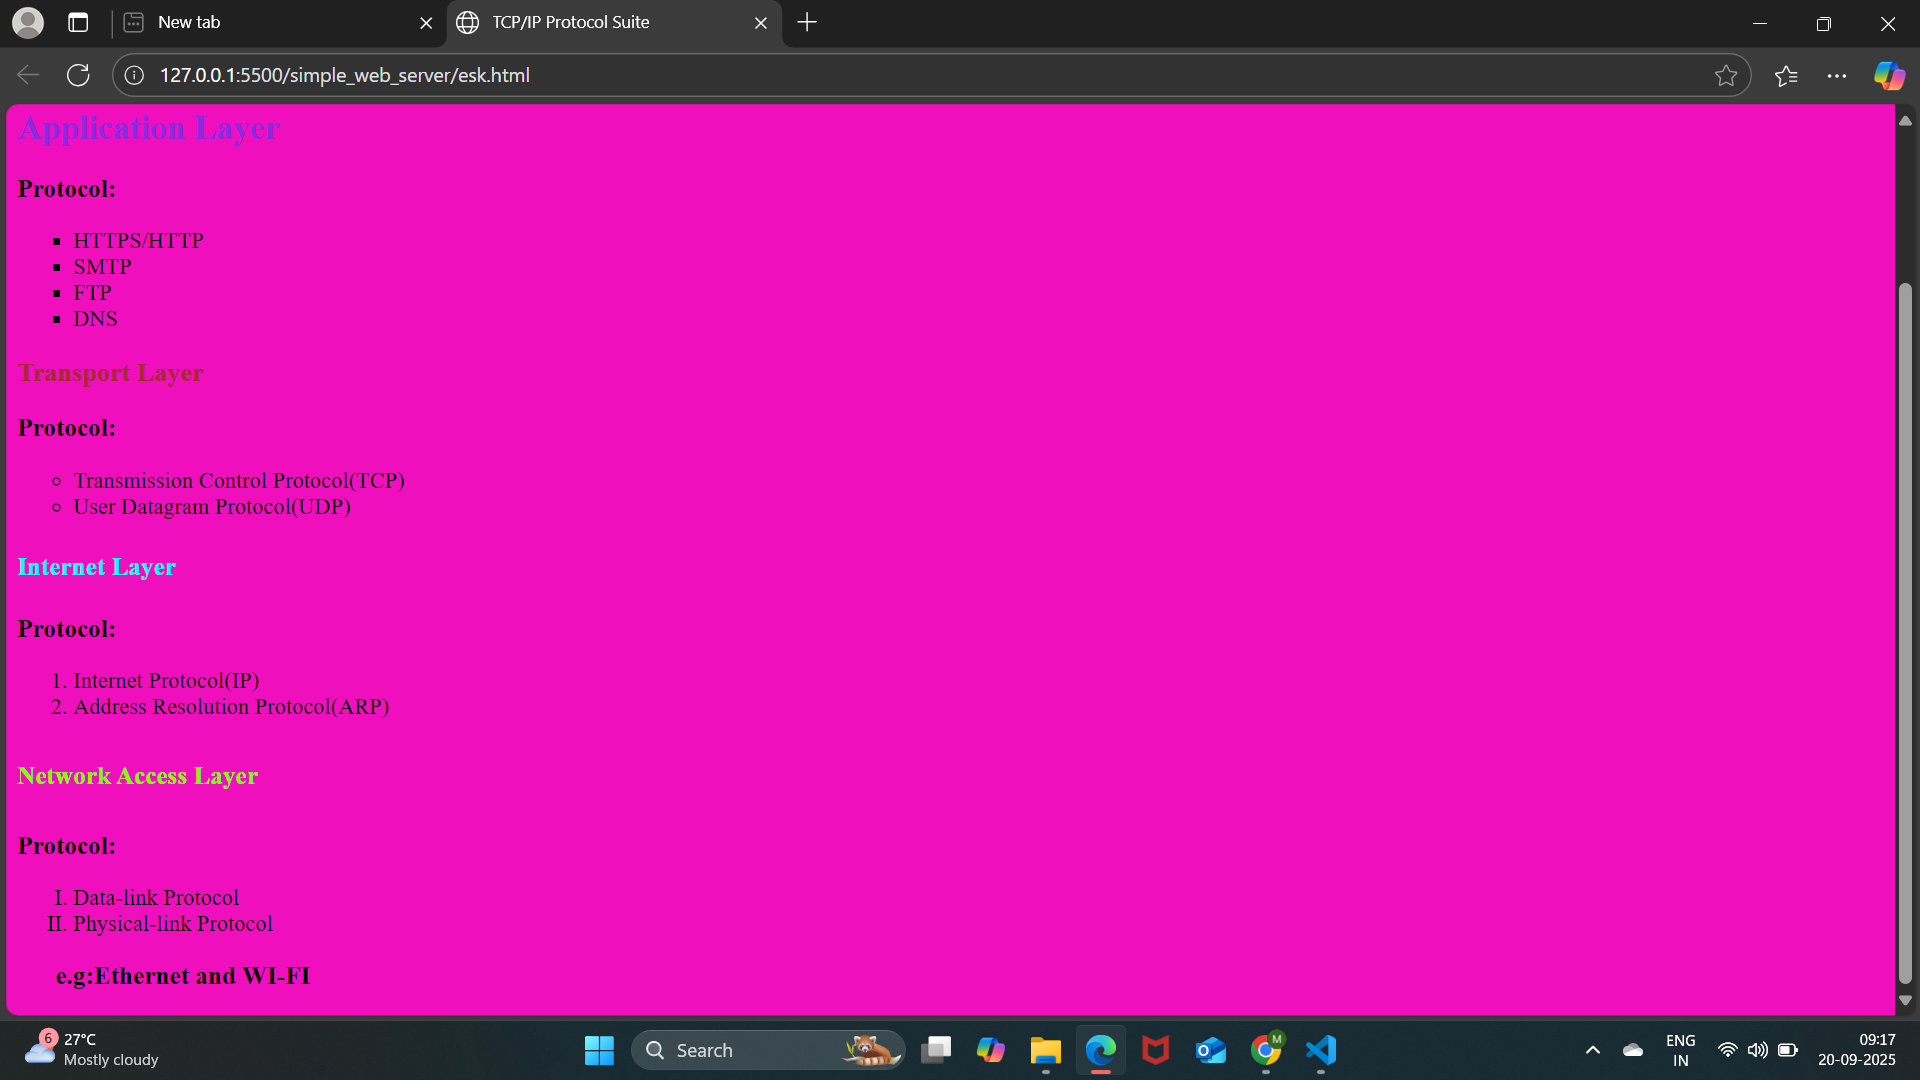 New tab
TCP/IP Protocol Suite
127.0.0.1:5500/simple_web_server/esk.html
Application Layer
Protocol:
HTTPS/HTTP
SMTP
FTP
DNS
Transport Layer
Protocol:
Transmission Control Protocol(TCP)
User Datagram Protocol(UDP)
Internet Layer
Protocol:
1. Internet Protocol(IP)
2. Address Resolution Protocol(ARP)
Network Access Layer
Protocol:
I. Data-link Protocol
II. Physical-link Protocol
e.g:Ethernet and WI-FI
6
27°C
Mostly cloudy
Search
M
ENG
IN
09:17
20-09-2025